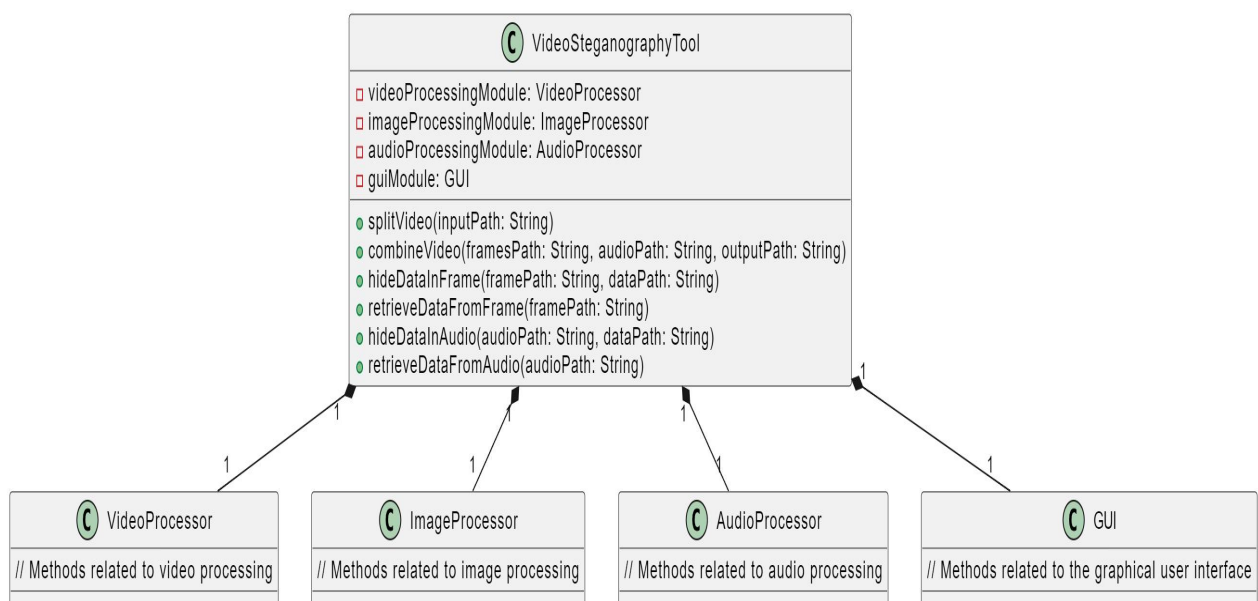 C VideoSteganographyTool
videoProcessingModule: VideoProcessor
imageProcessingModule: ImageProcessor
audioProcessingModule: AudioProcessor
guiModule: GUI
splitVideo(inputPath: String)
combineVideo(framesPath: String, audioPath: String, outputPath: String)
hideDataInFrame(framePath: String, dataPath: String)
retrieveDataFromFrame(framePath: String)
hideDataInAudio(audioPath: String, dataPath: String)
retrieveDataFromAudio(audioPath: String)
1 1 1 1
1 1 1 1
C VideoProcessor
// Methods related to video processing
C ImageProcessor
// Methods related to image processing
C AudioProcessor
// Methods related to audio processing
C GUI
// Methods related to the graphical user interface